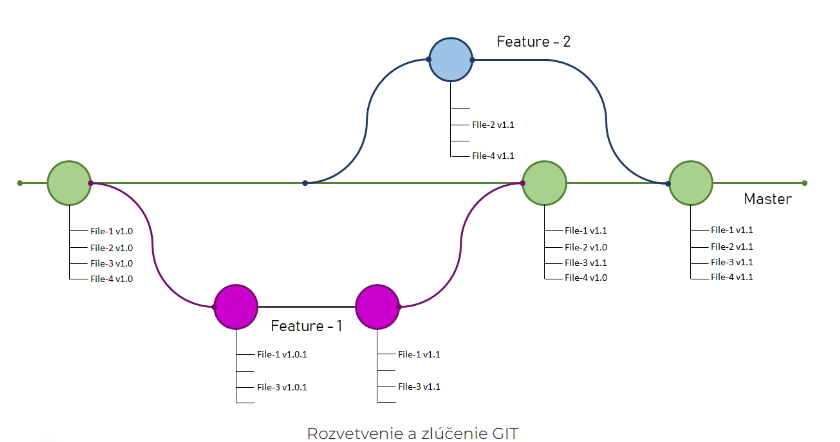 Feature - 2
File-2 v1.1
File-4 v1.1
Master
File-1 v1.0
File-2 v1.0
File-3 v1.0
File-4 v1.0
File-1 v1.1
File-2 v1.0
File-3 v1.1
File-4 v1.0
File-1 v1.1
File-2 v1.1
File-3 v1.1
File-4 v1.1
Feature - 1
File-1 v1.0.1
File-3 v1.0.1
File-1 v1.1
File-3 v1.1
Rozvetvenie a zlúčenie GIT